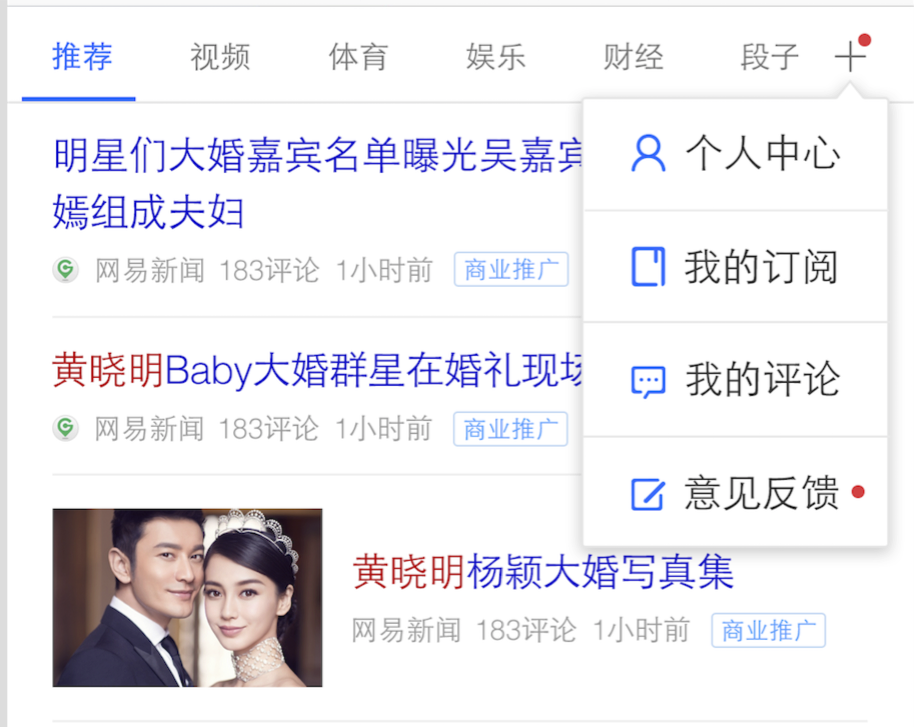 推荐 视频 体育 娱乐 财经 段子
个人中心
我的订阅
我的评论
意见反馈
明星们大婚嘉宾名单曝光吴嘉宾
嫣组成夫妇
网易新闻 183评论 1小时前 商业推广
黄晓明Baby大婚群星在婚礼现场
网易新闻 183评论 1小时前 商业推广
黄晓明杨颖大婚写真集
网易新闻 183评论 1小时前 商业推广